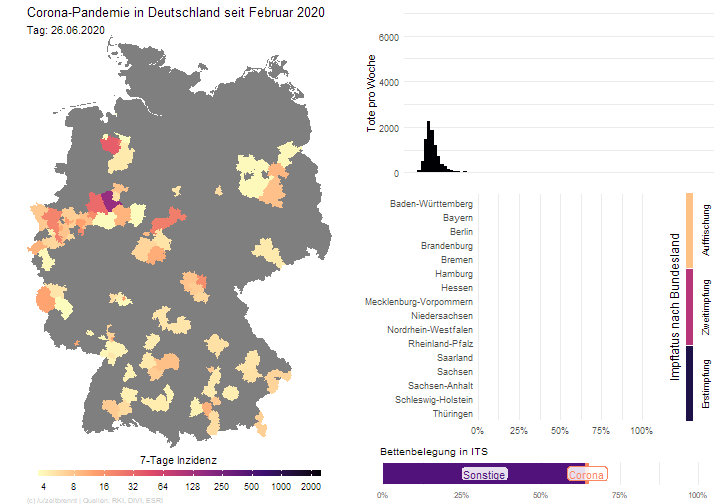 Corona-Pandemie in Deutschland seit Februar 2020
Tag: 26.06.2020
7-Tage Inzidenz
4 8 16 32 64 128 256 500 1000 2000
Quellen: RKI, DIVI, ESRI
Tote pro Woche
6000
4000
2000
0
Baden-Württemberg
Bayern
Berlin
Brandenburg
Bremen
Hamburg
Hessen
Mecklenburg-Vorpommern
Niedersachsen
Nordrhein-Westfalen
Rheinland-Pfalz
Saarland
Sachsen
Sachsen-Anhalt
Schleswig-Holstein
Thüringen
0% 25% 50% 75% 100%
Impftatus nach Bundesland
Auffrischung
Zweitimpfung
Erstimpfung
Bettenbelegung in ITS
Sonstige
Corona
0% 25% 50% 75% 100%